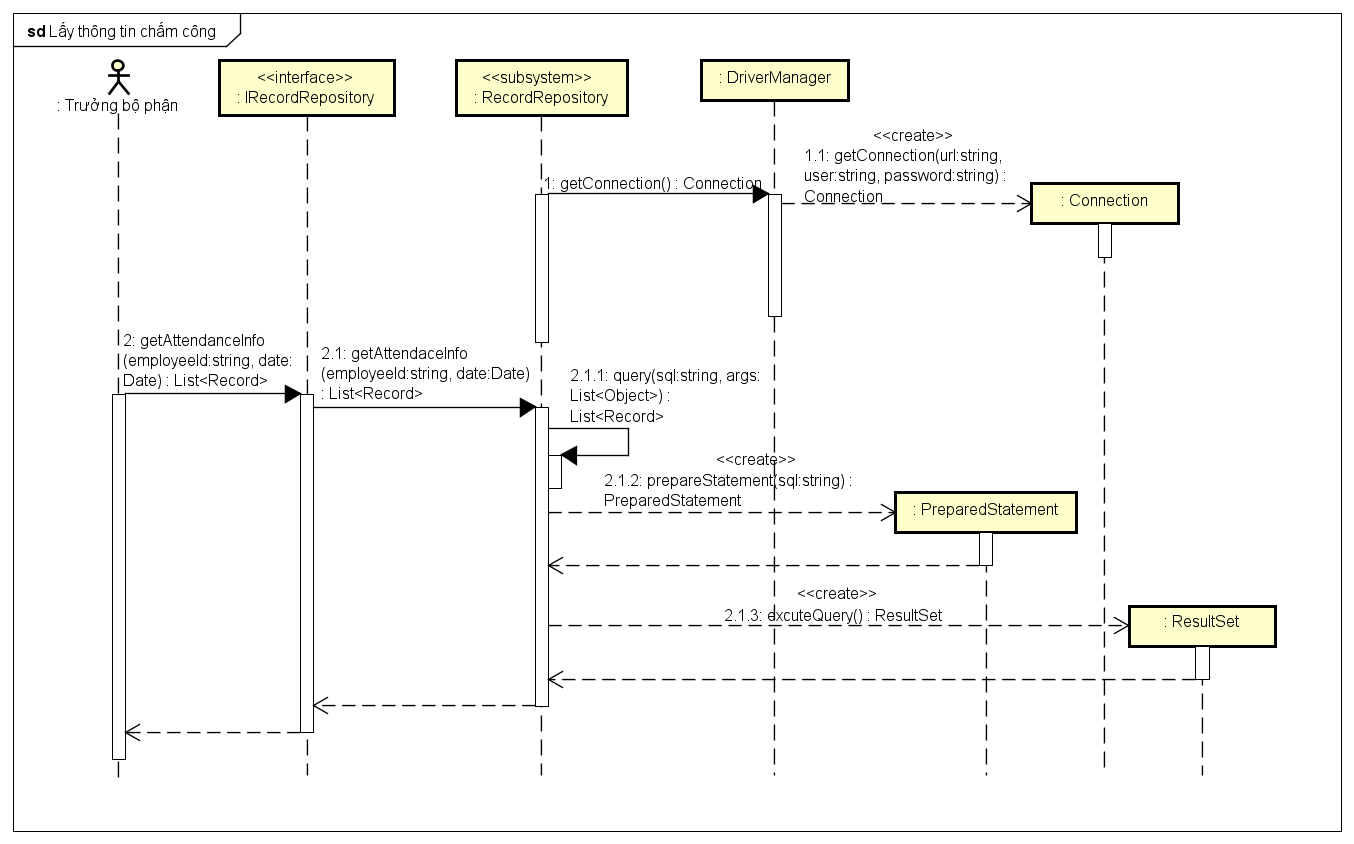 sd Lấy thông tin chấm công
: Trưởng bộ phận
<<interface>>
: IRecordRepository
<<subsystem>>
: RecordRepository
: DriverManager
<<create>>
1.1: getConnection(url:string,
user:string, password:string) :
Connection
: Connection
1: getConnection() : Connection
2: getAttendanceInfo
(employeeId:string, date:
Date) : List<Record>
2.1: getAttendaceInfo
(employeeId:string, date:Date)
: List<Record>
2.1.1: query(sql:string, args:
List<Object>) :
List<Record>
<<create>>
2.1.2: prepareStatement(sql:string) :
PreparedStatement
: PreparedStatement
<<create>>
2.1.3: excuteQuery() : ResultSet
: ResultSet